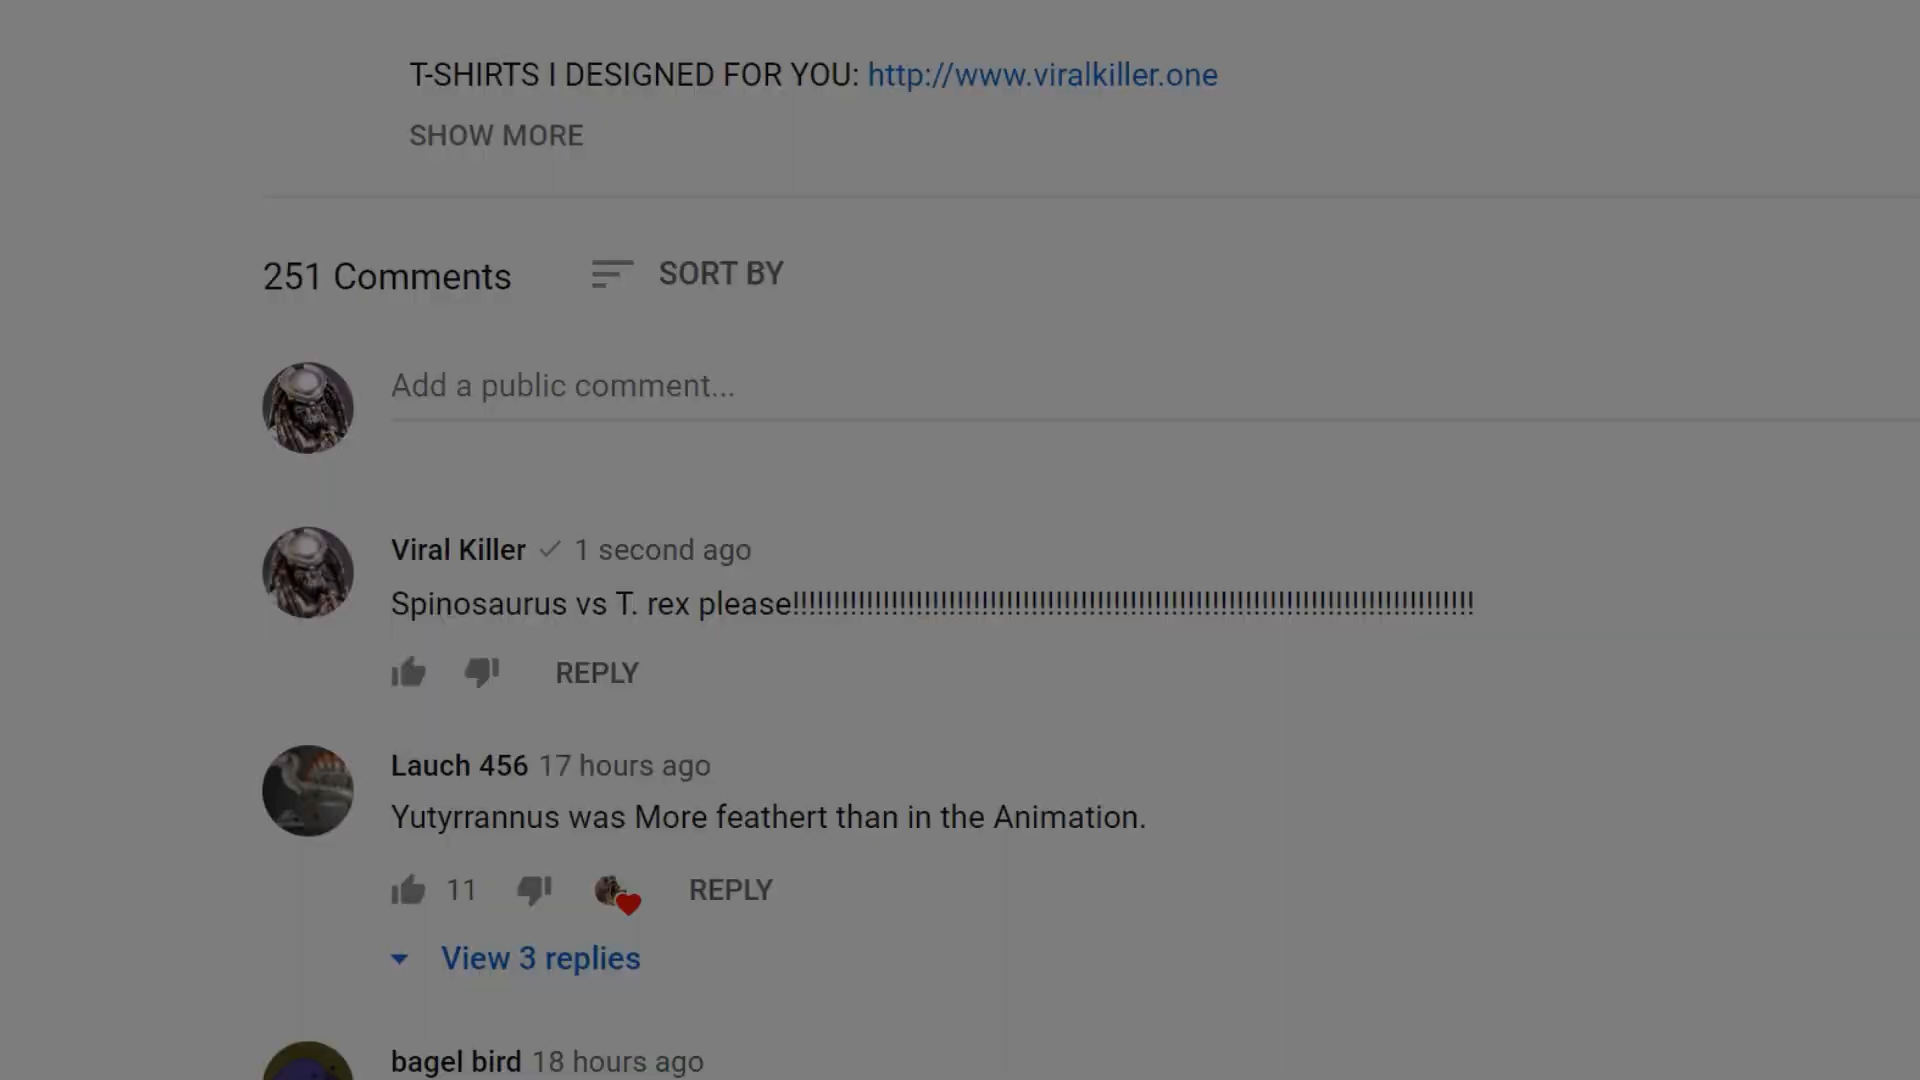 T-SHIRTS I DESIGNED FOR YOU: http://www.viralkiller.one
SHOW MORE
251 Comments SORT BY
Add a public comment...
Viral Killer 1 second ago
Spinosaurus vs T. rex please!!!!!!!!!!!!!!!!!!!!!!!!!!!!!!!!!!!!!!!!!!!!!!!!!!!!!!!!!!!!!!!!!!!!!!!!!!!!!!!!!!!
REPLY
Lauch 456 17 hours ago
Yutyrrannus was More feathert than in the Animation.
11 REPLY
View 3 replies
bagel bird 18 hours ago